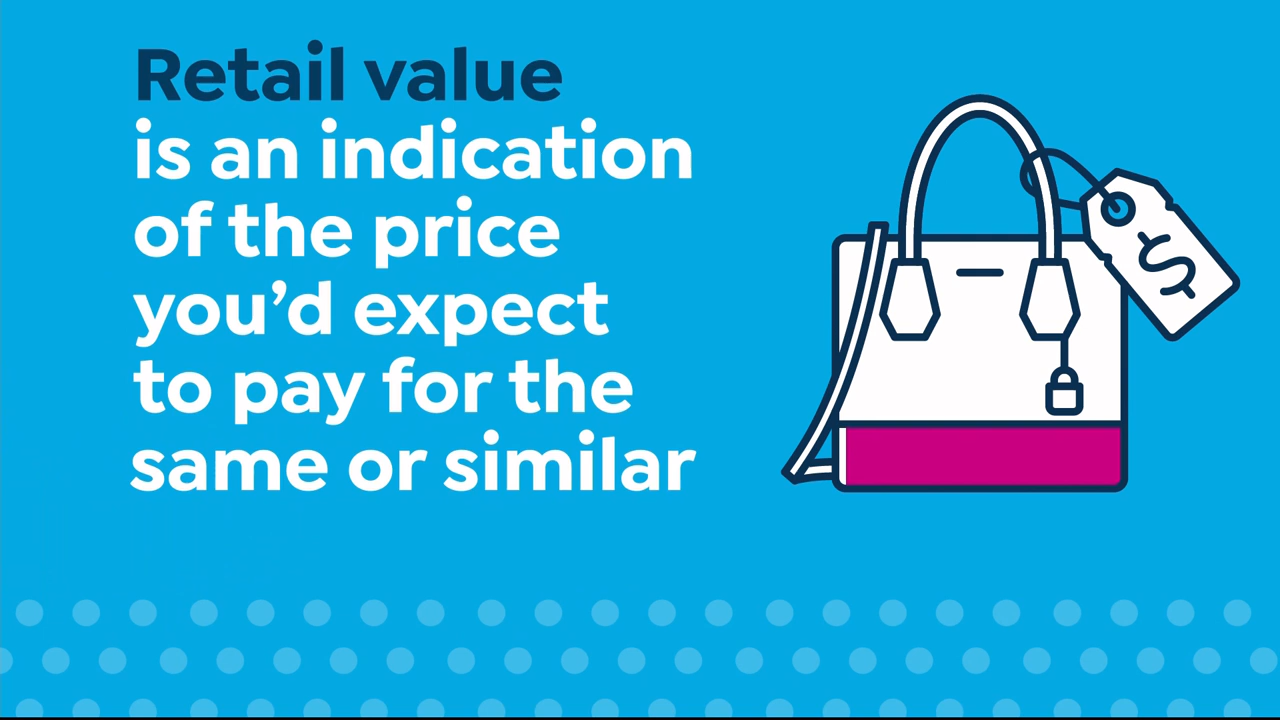 Retail value
is an indication
of the price
you’d expect
to pay for the
same or similar
$